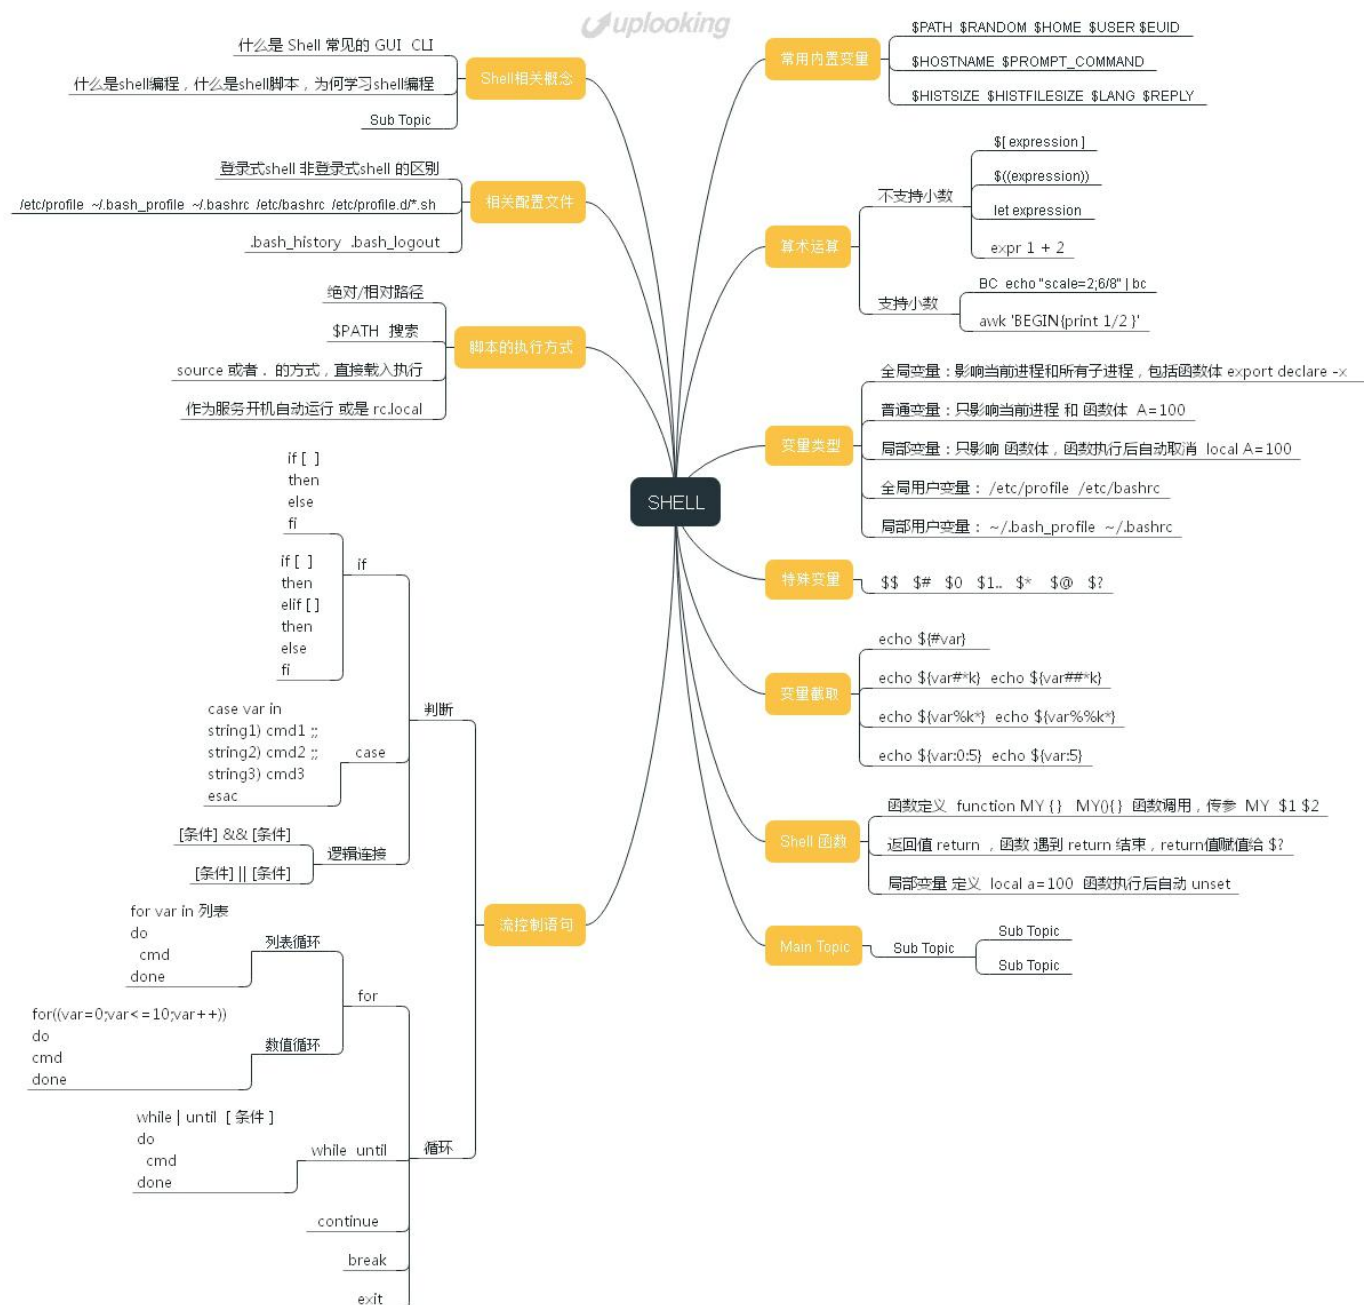 uplooking
SHELL
Shell相关概念
什么是 Shell 常见的 GUI  CLI
什么是shell编程，什么是shell脚本，为何学习shell编程
Sub Topic
相关配置文件
登录式shell 非登录式shell 的区别
/etc/profile  ~/.bash_profile  ~/.bashrc  /etc/bashrc  /etc/profile.d/*.sh
.bash_history  .bash_logout
脚本的执行方式
绝对/相对路径
$PATH  搜索
source 或者 .  的方式，直接载入执行
作为服务开机自动运行 或是 rc.local
流控制语句
判断
if
if [  ]
then
else
fi
if [  ]
then
elif [ ]
then
else
fi
case
case var in
string1) cmd1 ;;
string2) cmd2 ;;
string3) cmd3
esac
逻辑连接
[条件] && [条件]
[条件] || [条件]
循环
for
列表循环
for var in 列表
do
cmd
done
数值循环
for((var=0;var<=10;var++))
do
cmd
done
while  until
while | until  [ 条件 ]
do
cmd
done
continue
break
exit
常用内置变量
$PATH  $RANDOM  $HOME  $USER $EUID
$HOSTNAME  $PROMPT_COMMAND
$HISTSIZE  $HISTFILESIZE  $LANG  $REPLY
算术运算
不支持小数
$[ expression ]
$((expression))
let expression
expr 1 + 2
支持小数
BC  echo "scale=2;6/8" | bc
awk 'BEGIN{print 1/2 }'
变量类型
全局变量：影响当前进程和所有子进程，包括函数体 export declare -x
普通变量：只影响当前进程 和 函数体  A=100
局部变量：只影响 函数体，函数执行后自动取消  local A=100
全局用户变量： /etc/profile  /etc/bashrc
局部用户变量： ~/.bash_profile  ~/.bashrc
特殊变量
$$   $#   $0   $1..   $*    $@   $?
变量截取
echo ${#var}
echo ${var#*k}  echo ${var##*k}
echo ${var%k*}  echo ${var%%k*}
echo ${var:0:5}  echo ${var:5}
Shell 函数
函数定义  function MY { }   MY(){ }  函数调用，传参  MY  $1 $2
返回值 return ，函数 遇到 return 结束，return值赋值给 $?
局部变量 定义  local a=100  函数执行后自动 unset
Main Topic
Sub Topic
Sub Topic
Sub Topic